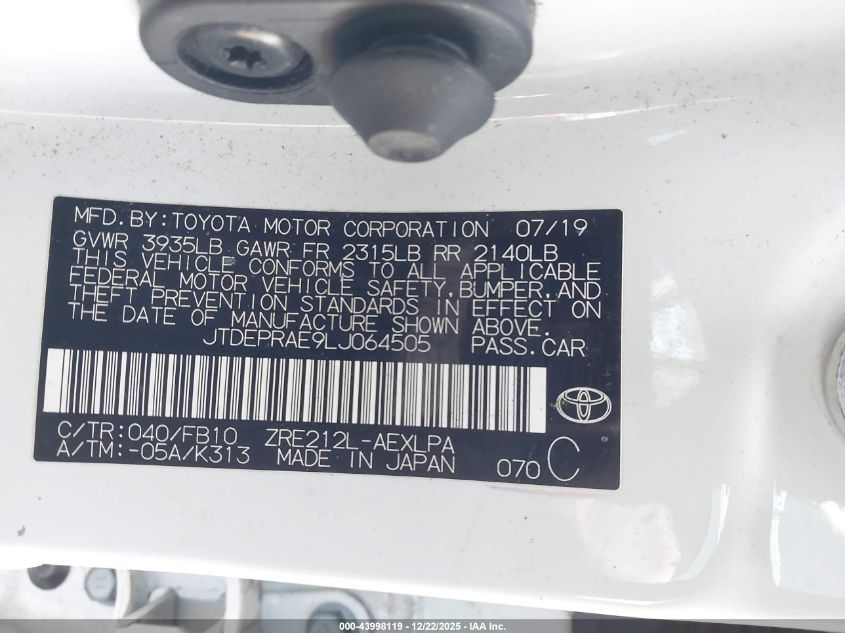 MFD. BY: TOYOTA MOTOR CORPORATION 07/19
GVWR 3935LB GAWR FR 2315LB RR 2140LB
THIS VEHICLE CONFORMS TO ALL APPLICABLE
FEDERAL MOTOR VEHICLE SAFETY, BUMPER, AND
THEFT PREVENTION STANDARDS IN EFFECT ON
THE DATE OF MANUFACTURE SHOWN ABOVE.
JTDEPRAE9LJ064505 PASS. CAR
C/TR: 040/FB10 ZRE212L-AEXLPA
A/TM: -05A/K313 MADE IN JAPAN 070 C
000-43998119 - 12/22/2025 - IAA Inc.